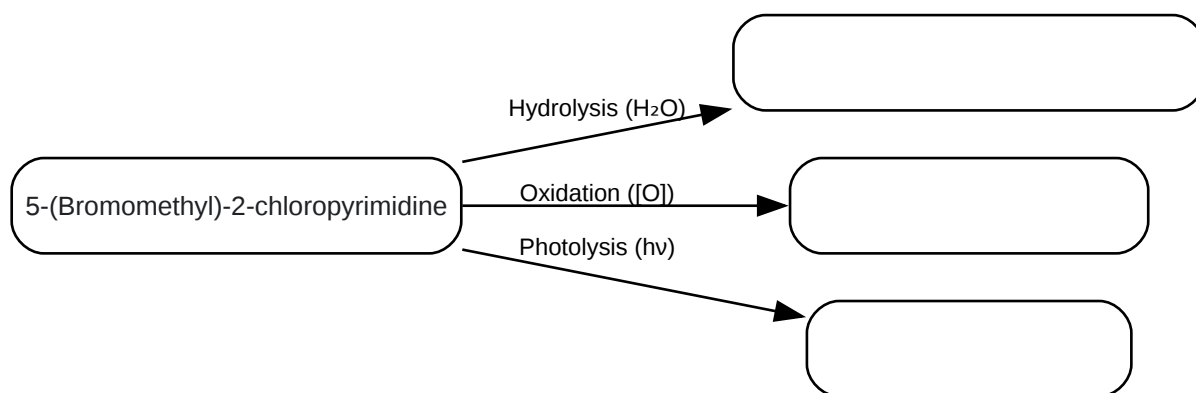 Hydrolysis (H₂O)
5-(Bromomethyl)-2-chloropyrimidine
Oxidation ([O])
Photolysis (hν)